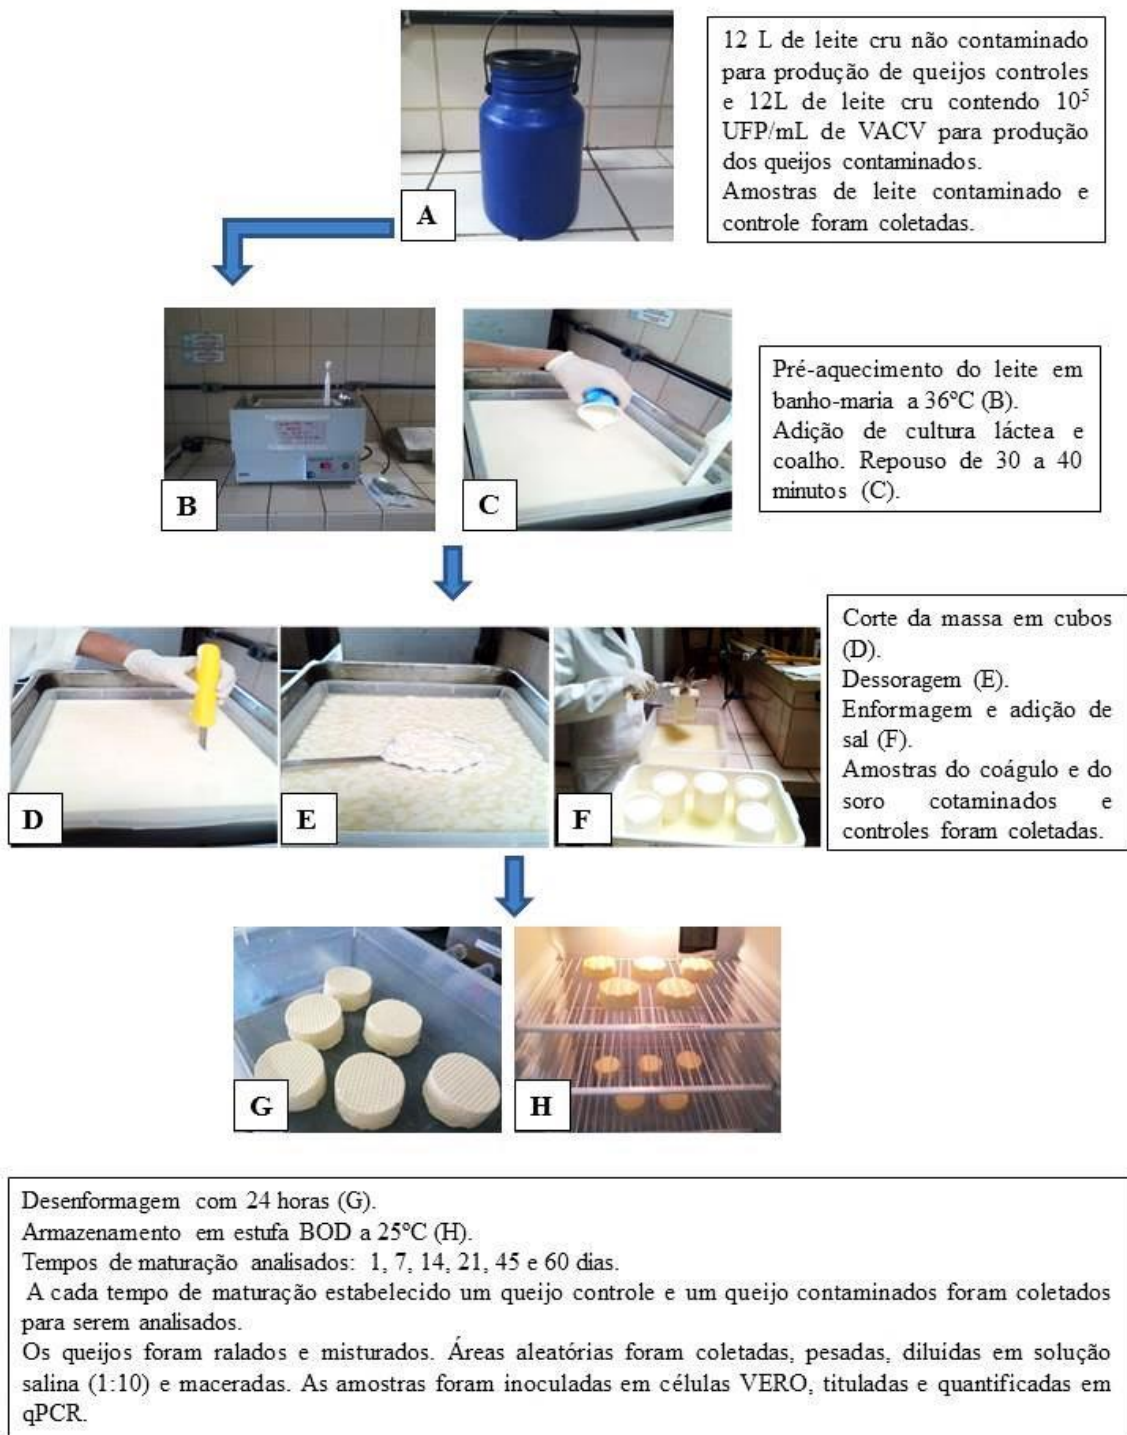 12 L de leite cru não contaminado
para produção de queijos controles
e 12L de leite cru contendo 10⁵
UFP/mL de VACV para produção
dos queijos contaminados.
Amostras de leite contaminado e
controle foram coletadas.
A
Pré-aquecimento do leite em
banho-maria a 36ºC (B).
Adição de cultura láctea e
coalho. Repouso de 30 a 40
minutos (C).
B
C
Corte da massa em cubos
(D).
Dessoragem (E).
Enformagem e adição de
sal (F).
Amostras do coágulo e do
soro cotaminados e
controles foram coletadas.
D
E
F
G
H
Desenformagem com 24 horas (G).
Armazenamento em estufa BOD a 25ºC (H).
Tempos de maturação analisados: 1, 7, 14, 21, 45 e 60 dias.
A cada tempo de maturação estabelecido um queijo controle e um queijo contaminados foram coletados
para serem analisados.
Os queijos foram ralados e misturados. Áreas aleatórias foram coletadas, pesadas, diluídas em solução
salina (1:10) e maceradas. As amostras foram inoculadas em células VERO, tituladas e quantificadas em
qPCR.